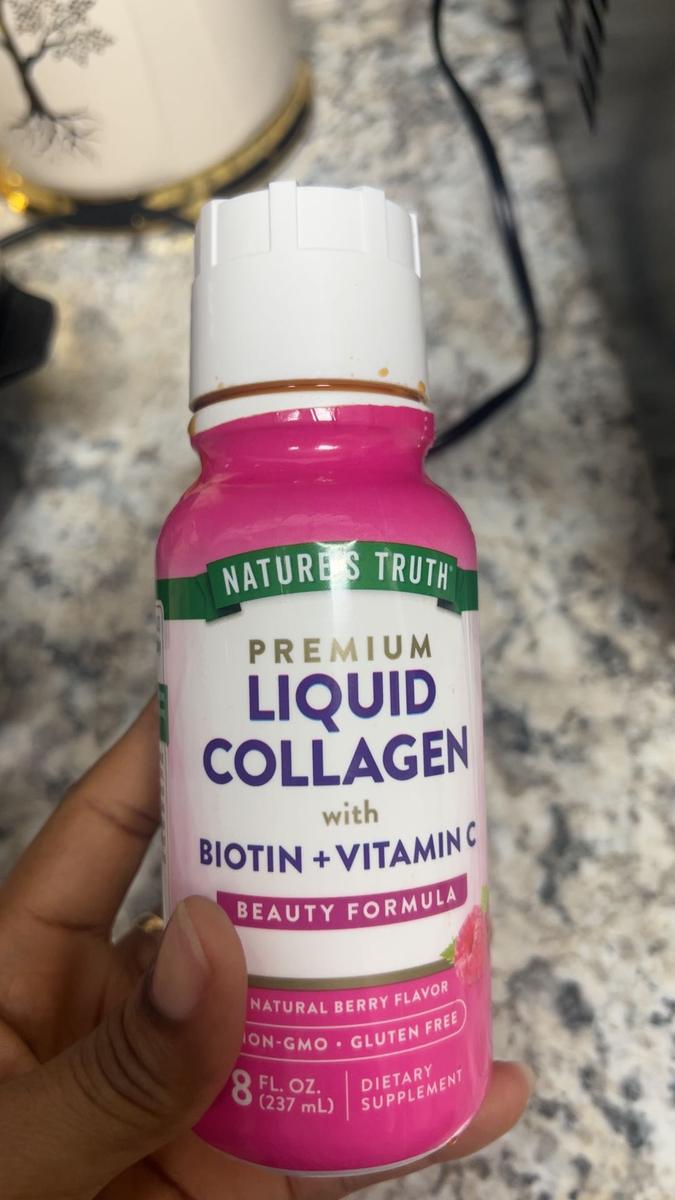 NATURE'S TRUTH®
PREMIUM
LIQUID
COLLAGEN
with
BIOTIN + VITAMIN C
BEAUTY FORMULA
NATURAL BERRY FLAVOR
ON-GMO • GLUTEN FREE
8 FL. OZ.
(237 mL)
DIETARY
SUPPLEMENT